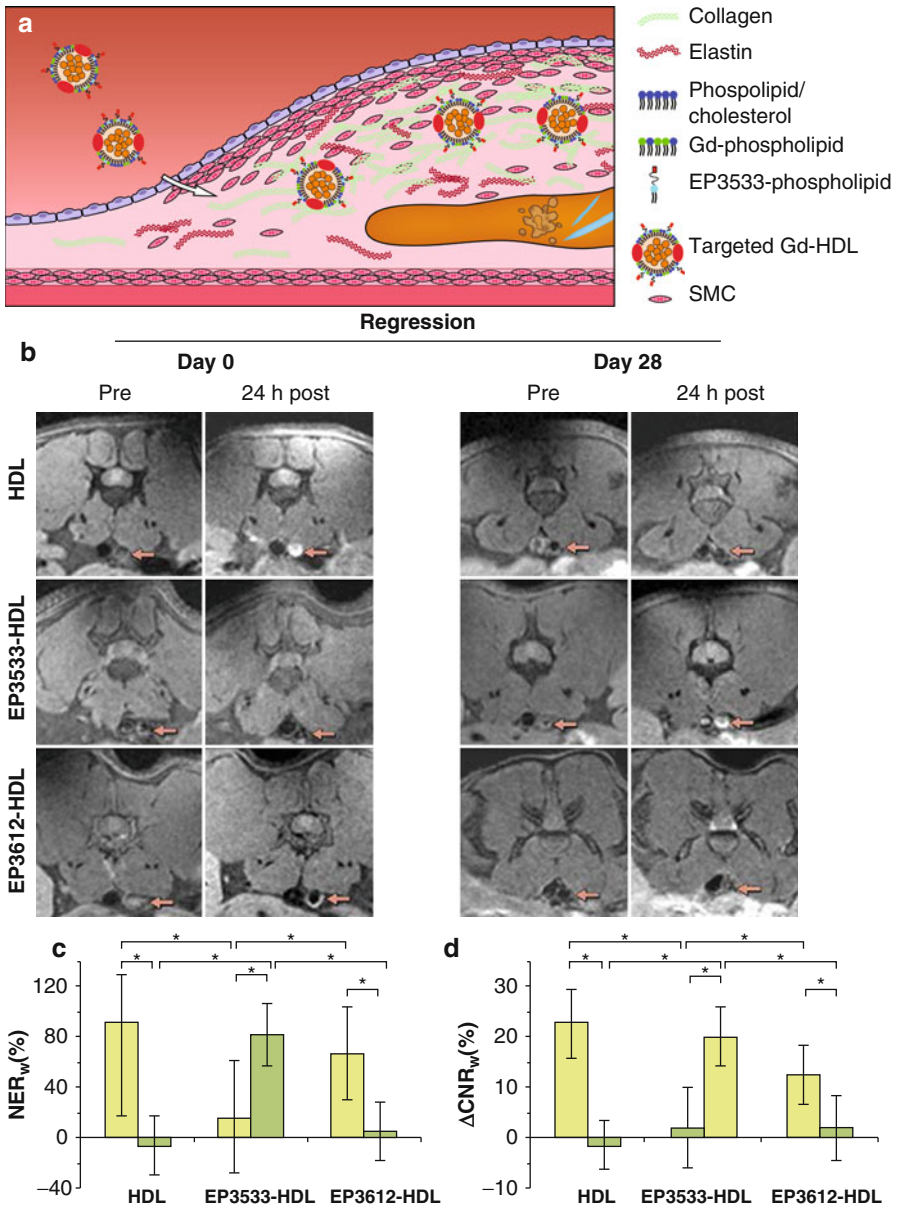 a
Collagen
Elastin
Phospolipid/
cholesterol
Gd-phospholipid
EP3533-phospholipid
Targeted Gd-HDL
SMC
Regression
b
Day 0
Day 28
Pre
24 h post
Pre
24 h post
HDL
EP3533-HDL
EP3612-HDL
c
*
*
*
*
*
*
*
NERw(%)
120
80
40
0
–40
HDL
EP3533-HDL
EP3612-HDL
d
*
*
*
*
*
*
*
ΔCNRw(%)
30
20
10
0
–10
HDL
EP3533-HDL
EP3612-HDL